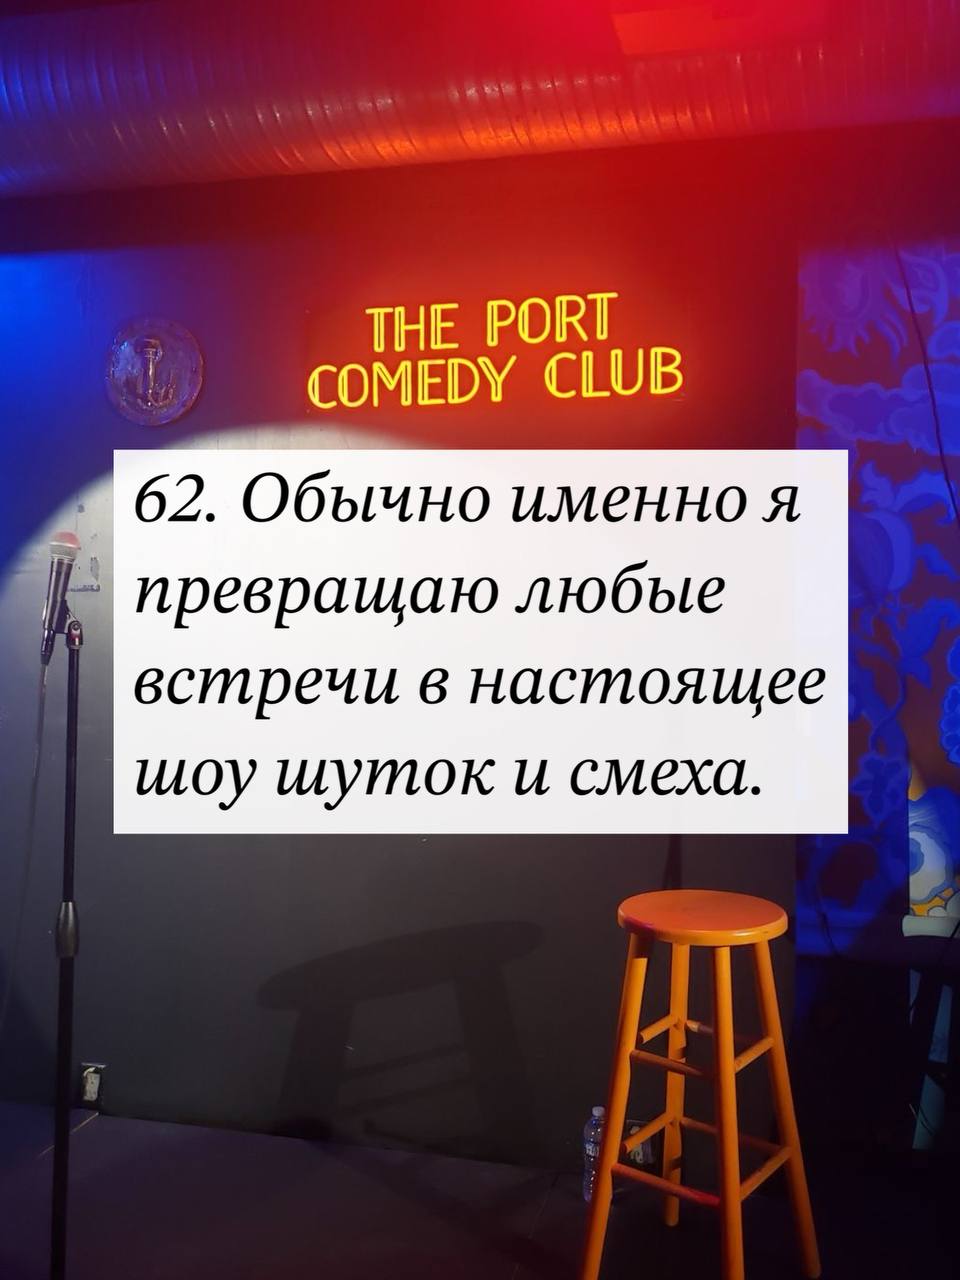 THE PORT
COMEDY CLUB
62. Обычно именно я
превращаю любые
встречи в настоящее
шоу шуток и смеха.